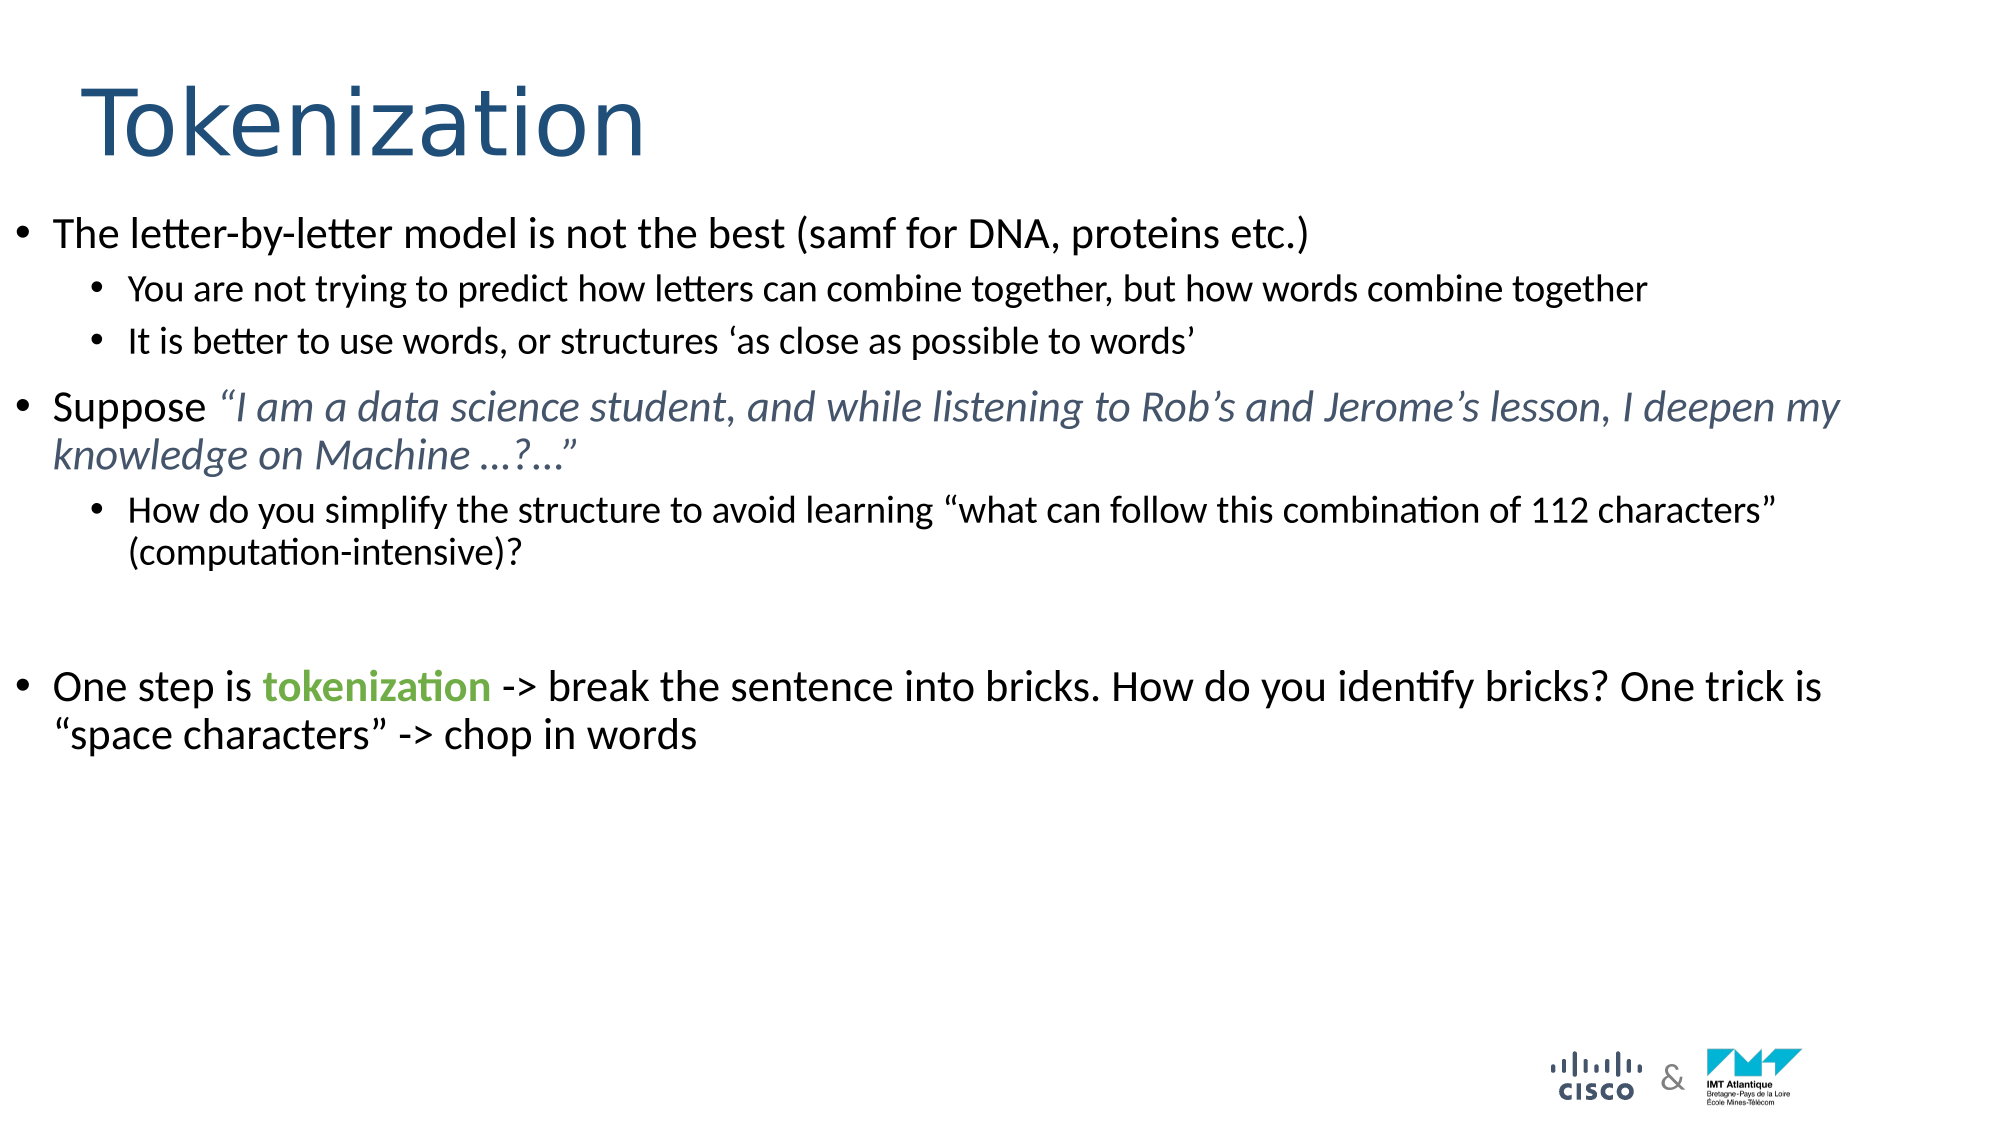 Tokenization
• The letter-by-letter model is not the best (samf for DNA, proteins etc.)
• You are not trying to predict how letters can combine together, but how words combine together
• It is better to use words, or structures ‘as close as possible to words’
• Suppose “I am a data science student, and while listening to Rob’s and Jerome’s lesson, I deepen my
knowledge on Machine …?…”
• How do you simplify the structure to avoid learning “what can follow this combination of 112 characters”
(computation-intensive)?
• One step is tokenization -> break the sentence into bricks. How do you identify bricks? One trick is
“space characters” -> chop in words
CISCO & IMT Atlantique
Bretagne-Pays de la Loire
École Mines-Télécom